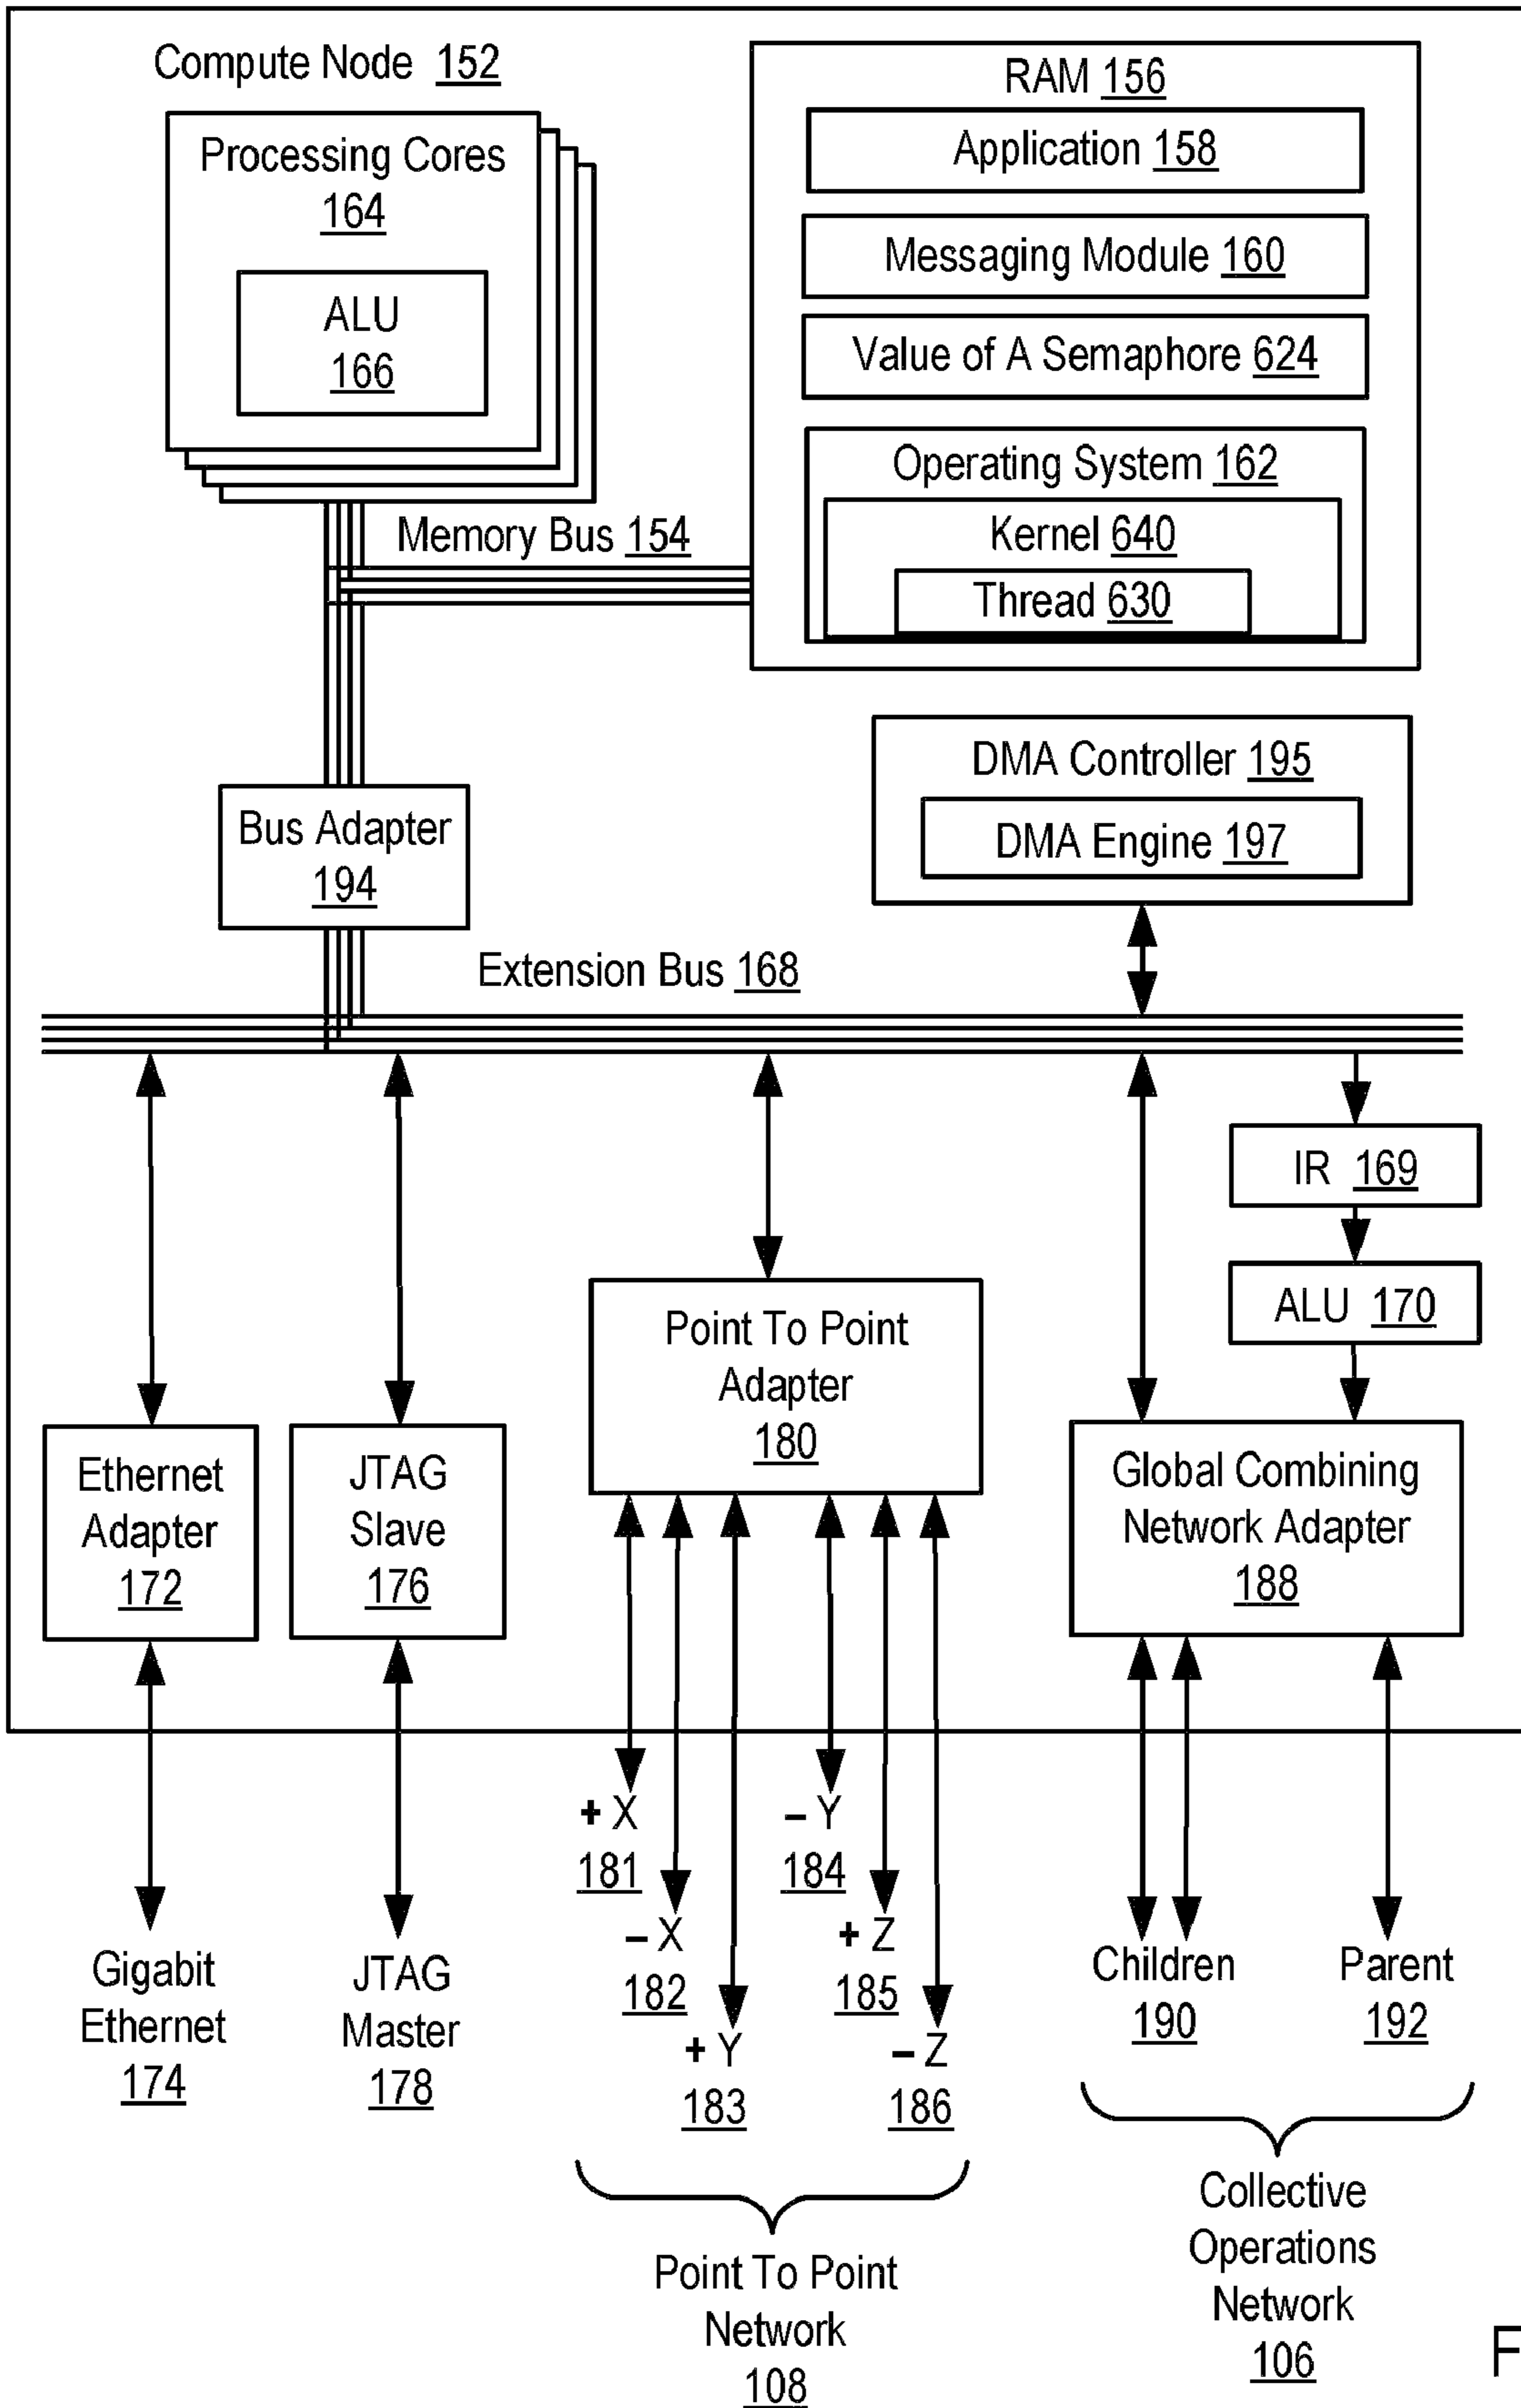 Compute Node 152
Processing Cores
164
ALU
166
RAM 156
Application 158
Messaging Module 160
Value of A Semaphore 624
Operating System 162
Kernel 640
Thread 630
Memory Bus 154
DMA Controller 195
DMA Engine 197
Bus Adapter
194
Extension Bus 168
IR 169
ALU 170
Point To Point
Adapter
180
Ethernet
Adapter
172
JTAG
Slave
176
Global Combining
Network Adapter
188
+ X
181
– X
182
+ Y
183
– Y
184
+ Z
185
– Z
186
Gigabit
Ethernet
174
JTAG
Master
178
Children
190
Parent
192
Point To Point
Network
108
Collective
Operations
Network
106
F